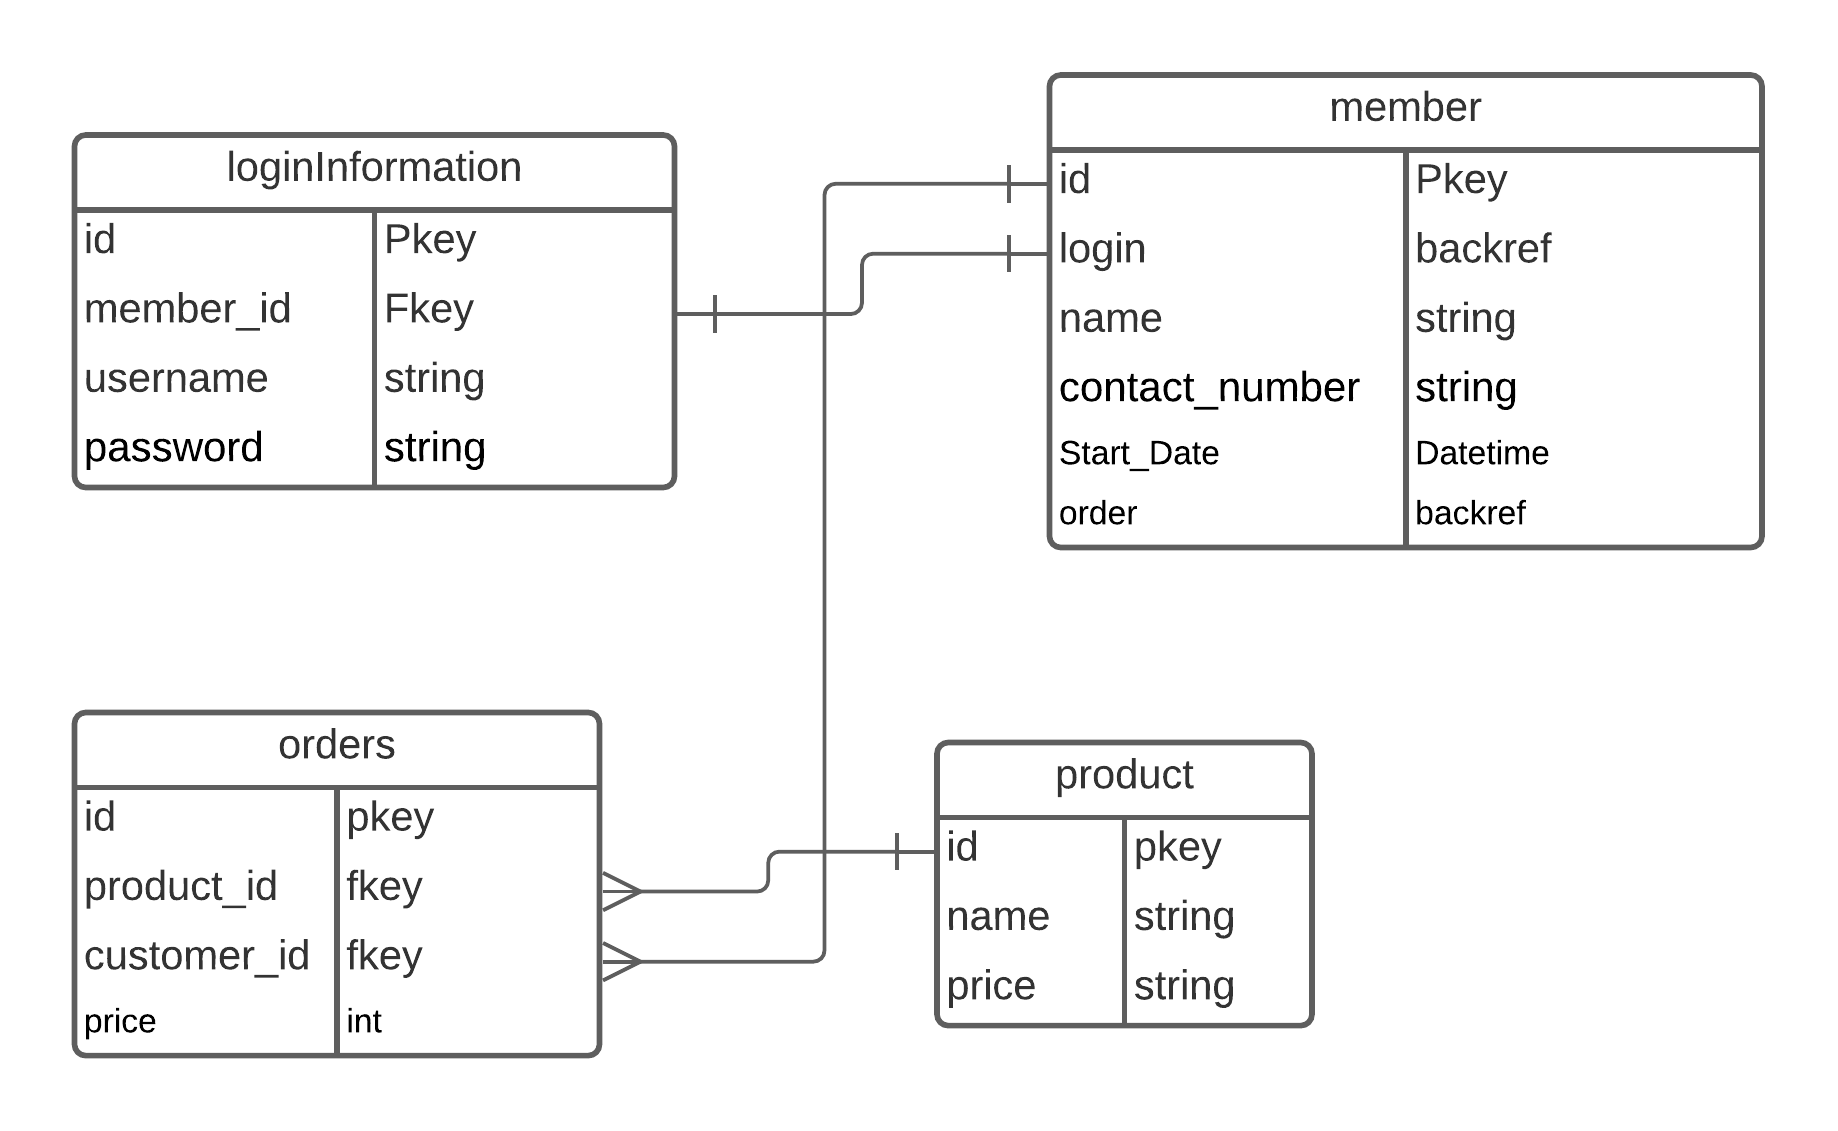 loginInformation
id Pkey
member_id Fkey
username string
password string
member
id Pkey
login backref
name string
contact_number string
Start_Date Datetime
order backref
orders
id pkey
product_id fkey
customer_id fkey
price int
product
id pkey
name string
price string